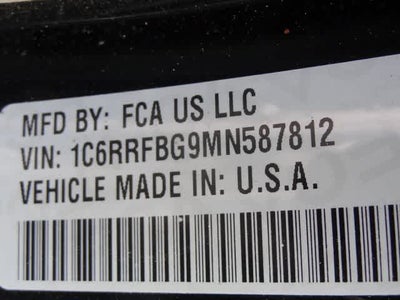 MFD BY: FCA US LLC
VIN: 1C6RRFBG9MN587812
VEHICLE MADE IN: U.S.A.